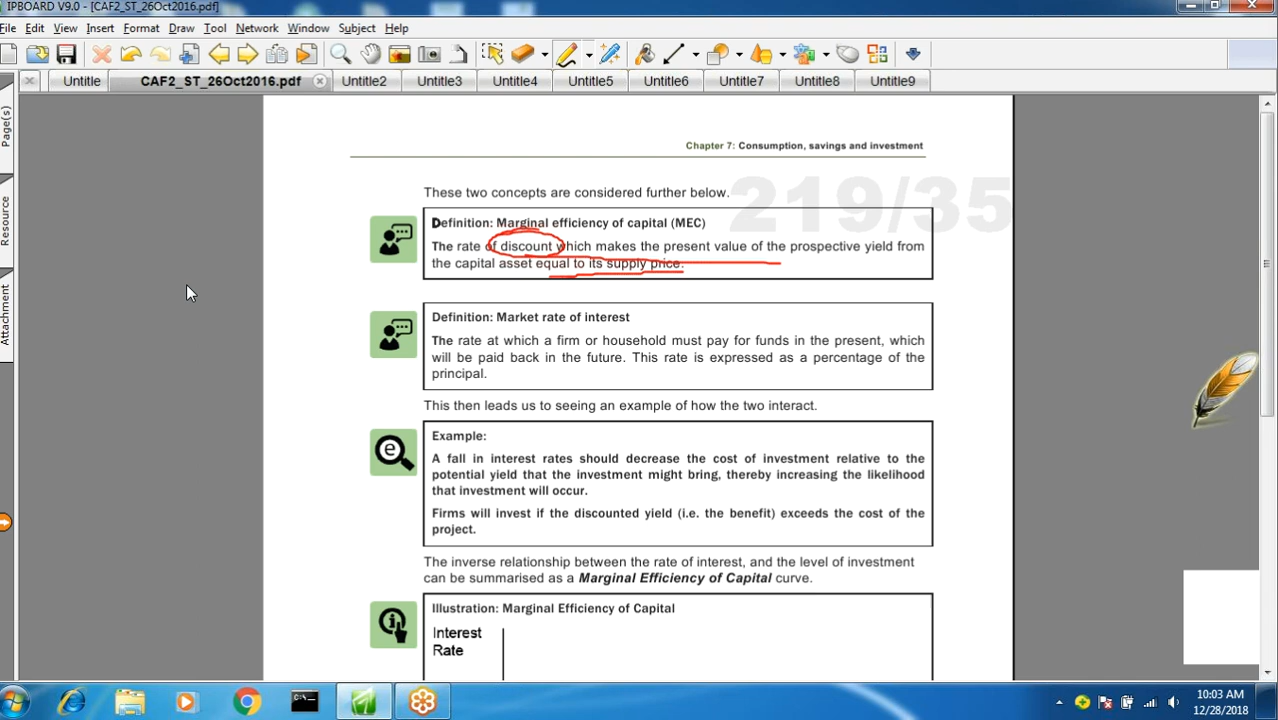 IPBOARD V9.0 - [CAF2_ST_26Oct2016.pdf]
File Edit View Insert Format Draw Tool Network Window Subject Help
Untitle CAF2_ST_26Oct2016.pdf Untitle2 Untitle3 Untitle4 Untitle5 Untitle6 Untitle7 Untitle8 Untitle9
Page(s)
Resource
Attachment
Chapter 7: Consumption, savings and investment
219/35
These two concepts are considered further below.
Definition: Marginal efficiency of capital (MEC)
The rate of discount which makes the present value of the prospective yield from
the capital asset equal to its supply price.
Definition: Market rate of interest
The rate at which a firm or household must pay for funds in the present, which
will be paid back in the future. This rate is expressed as a percentage of the
principal.
This then leads us to seeing an example of how the two interact.
Example:
A fall in interest rates should decrease the cost of investment relative to the
potential yield that the investment might bring, thereby increasing the likelihood
that investment will occur.
Firms will invest if the discounted yield (i.e. the benefit) exceeds the cost of the
project.
The inverse relationship between the rate of interest, and the level of investment
can be summarised as a Marginal Efficiency of Capital curve.
Illustration: Marginal Efficiency of Capital
Interest
Rate
10:03 AM
12/28/2018